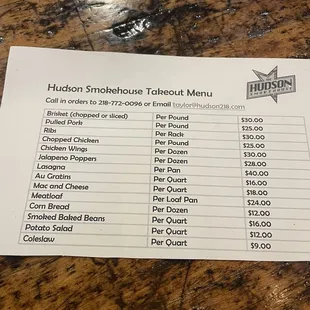 HUDSON
SMOKEHOUSE
Hudson Smokehouse Takeout Menu
Call in orders to 218-772-0096 or Email taylor@hudson218.com
Brisket (chopped or sliced) Per Pound $30.00
Pulled Pork Per Pound $25.00
Ribs Per Rack $30.00
Chopped Chicken Per Pound $25.00
Chicken Wings Per Dozen $30.00
Jalapeno Poppers Per Dozen $28.00
Lasagna Per Pan $40.00
Au Gratins Per Quart $16.00
Mac and Cheese Per Quart $18.00
Meatloaf Per Loaf Pan $24.00
Corn Bread Per Dozen $12.00
Smoked Baked Beans Per Quart $16.00
Potato Salad Per Quart $12.00
Coleslaw Per Quart $9.00